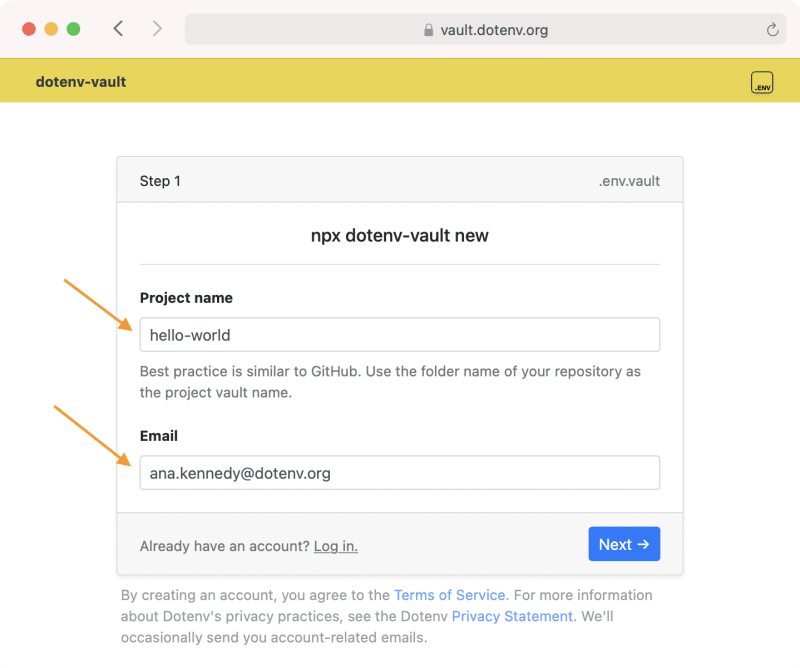 vault.dotenv.org
dotenv-vault
.ENV
Step 1
.env.vault
npx dotenv-vault new
Project name
hello-world
Best practice is similar to GitHub. Use the folder name of your repository as
the project vault name.
Email
ana.kennedy@dotenv.org
Already have an account? Log in.
Next →
By creating an account, you agree to the Terms of Service. For more information
about Dotenv's privacy practices, see the Dotenv Privacy Statement. We'll
occasionally send you account-related emails.